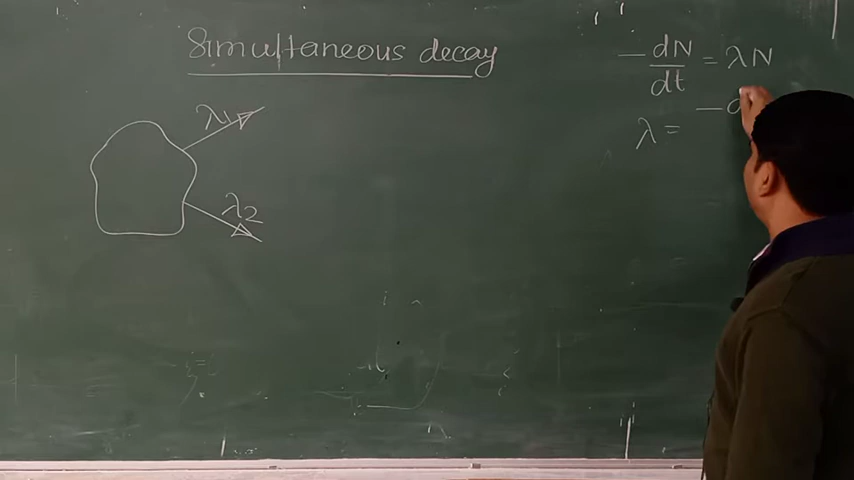 Simultaneous decay
λ1
λ2
— dN/dt = λN
λ = — d